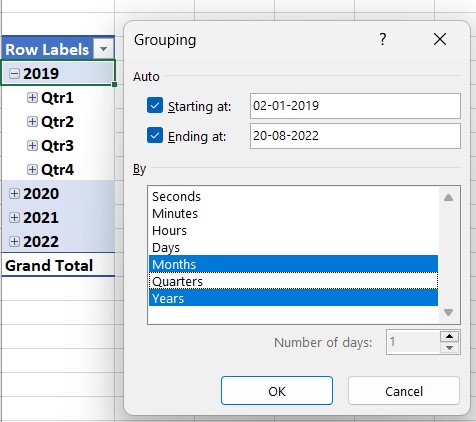 Row Labels
2019
Qtr1
Qtr2
Qtr3
Qtr4
2020
2021
2022
Grand Total
Grouping
?
Auto
Starting at: 02-01-2019
Ending at: 20-08-2022
By
Seconds
Minutes
Hours
Days
Months
Quarters
Years
Number of days: 1
OK Cancel